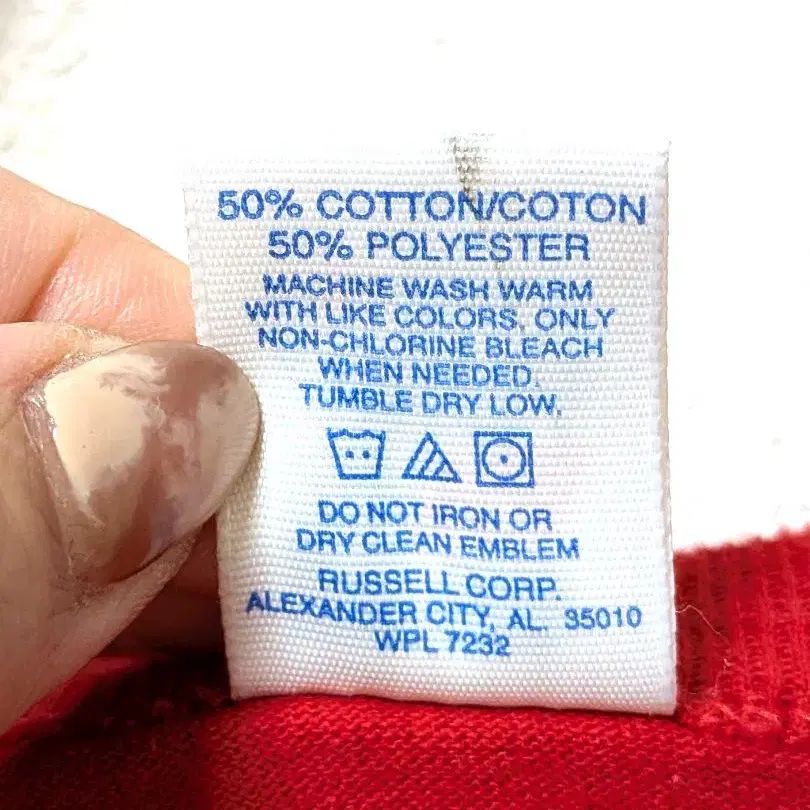 50% COTTON/COTON
50% POLYESTER
MACHINE WASH WARM
WITH LIKE COLORS, ONLY
NON-CHLORINE BLEACH
WHEN NEEDED.
TUMBLE DRY LOW.
DO NOT IRON OR
DRY CLEAN EMBLEM
RUSSELL CORP.
ALEXANDER CITY, AL. 35010
WPL 7232